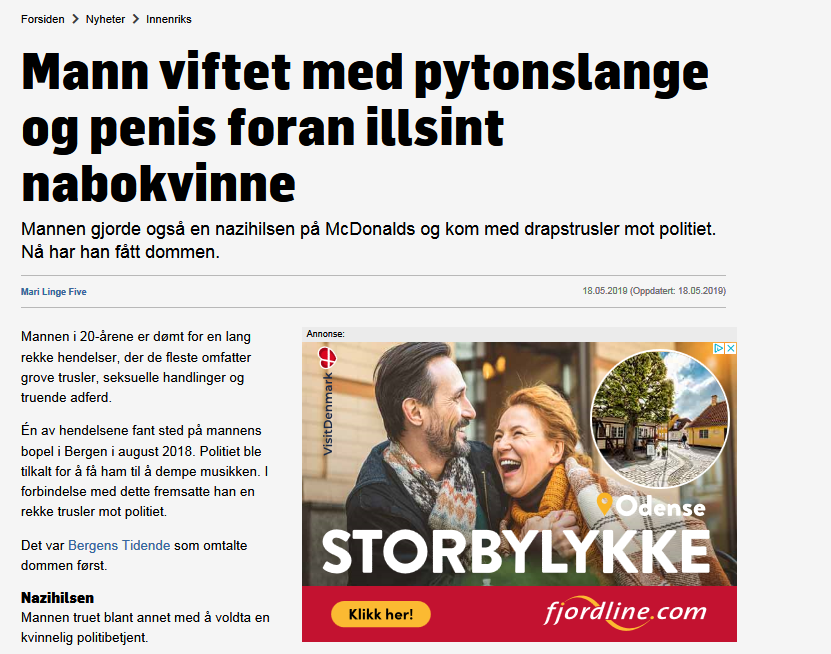 Forsiden > Nyheter > Innenriks
Mann viftet med pytonslange
og penis foran illsint
nabokvinne
Mannen gjorde også en nazihilsen på McDonalds og kom med drapstrusler mot politiet.
Nå har han fått dommen.
Mari Linge Five
18.05.2019 (Oppdatert: 18.05.2019)
Mannen i 20-årene er dømt for en lang
rekke hendelser, der de fleste omfatter
grove trusler, seksuelle handlinger og
truende adferd.
Én av hendelsene fant sted på mannens
bopel i Bergen i august 2018. Politiet ble
tilkalt for å få ham til å dempe musikken. I
forbindelse med dette fremsatte han en
rekke trusler mot politiet.
Det var Bergens Tidende som omtalte
dommen først.
Nazihilsen
Mannen truet blant annet med å voldta en
kvinnelig politibetjent.
Annonse:
VisitDenmark
Odense
STORBYLYKKE
Klikk her!
fjordline.com